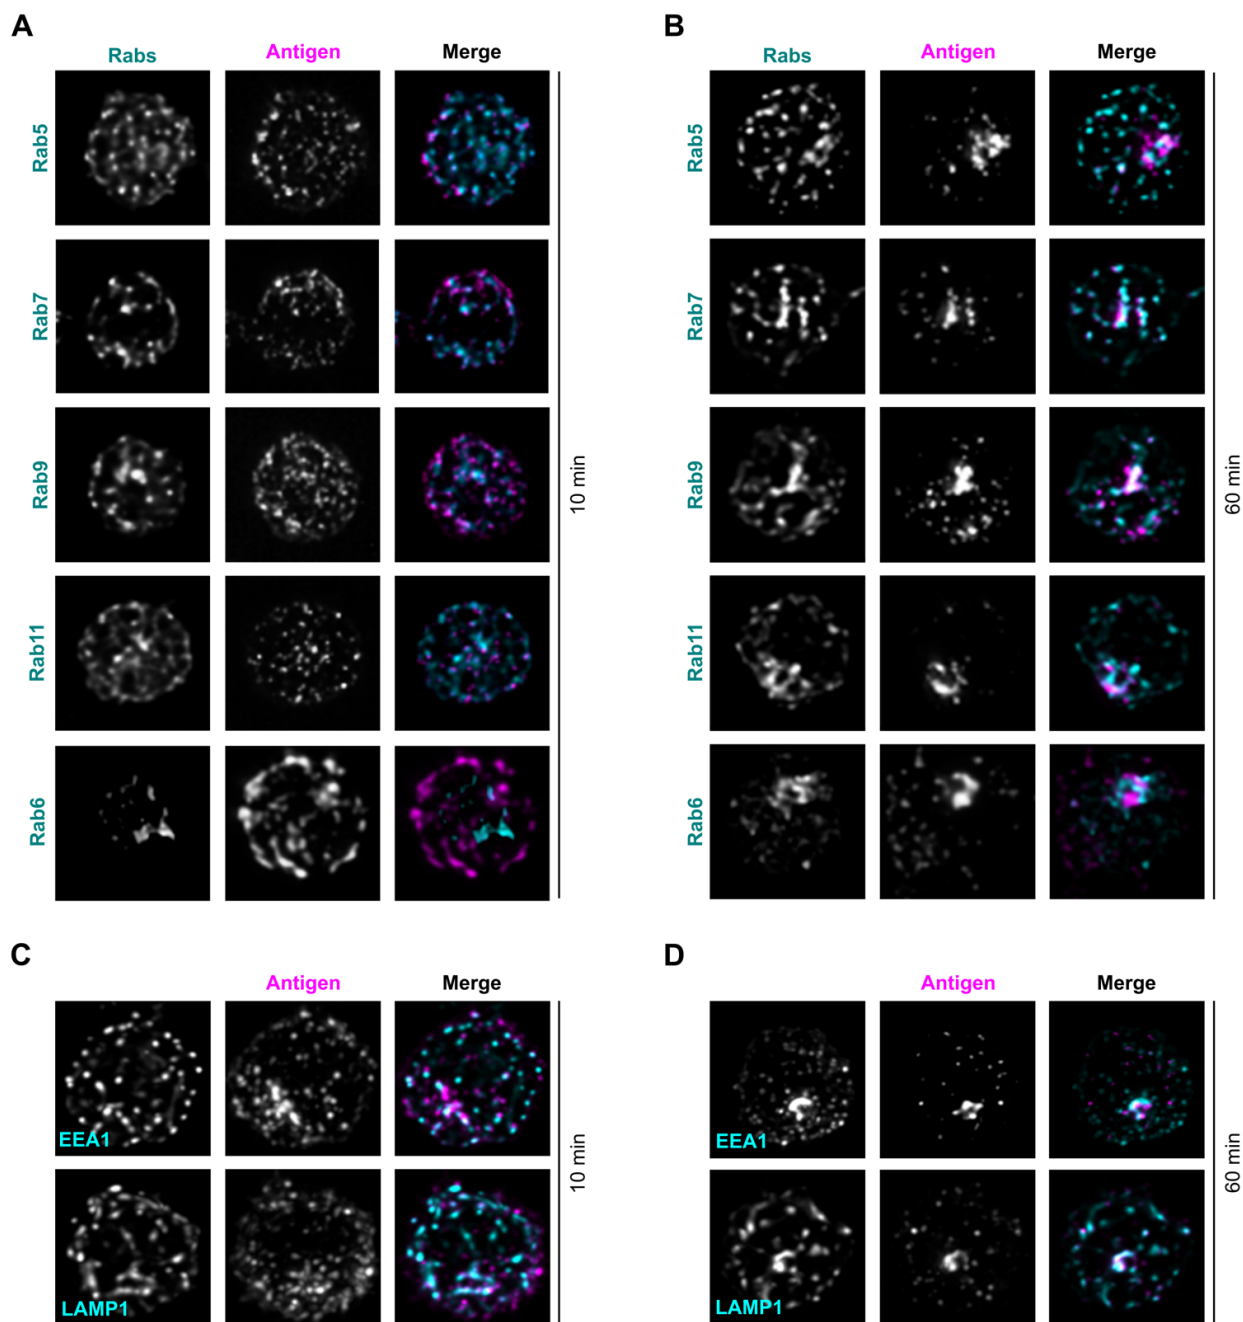 A
B
Rabs Antigen Merge
Rabs Antigen Merge
Rab5
Rab7
Rab9
Rab11
Rab6
10 min
Rab5
Rab7
Rab9
Rab11
Rab6
60 min
C
D
Antigen Merge
Antigen Merge
EEA1
LAMP1
10 min
EEA1
LAMP1
60 min